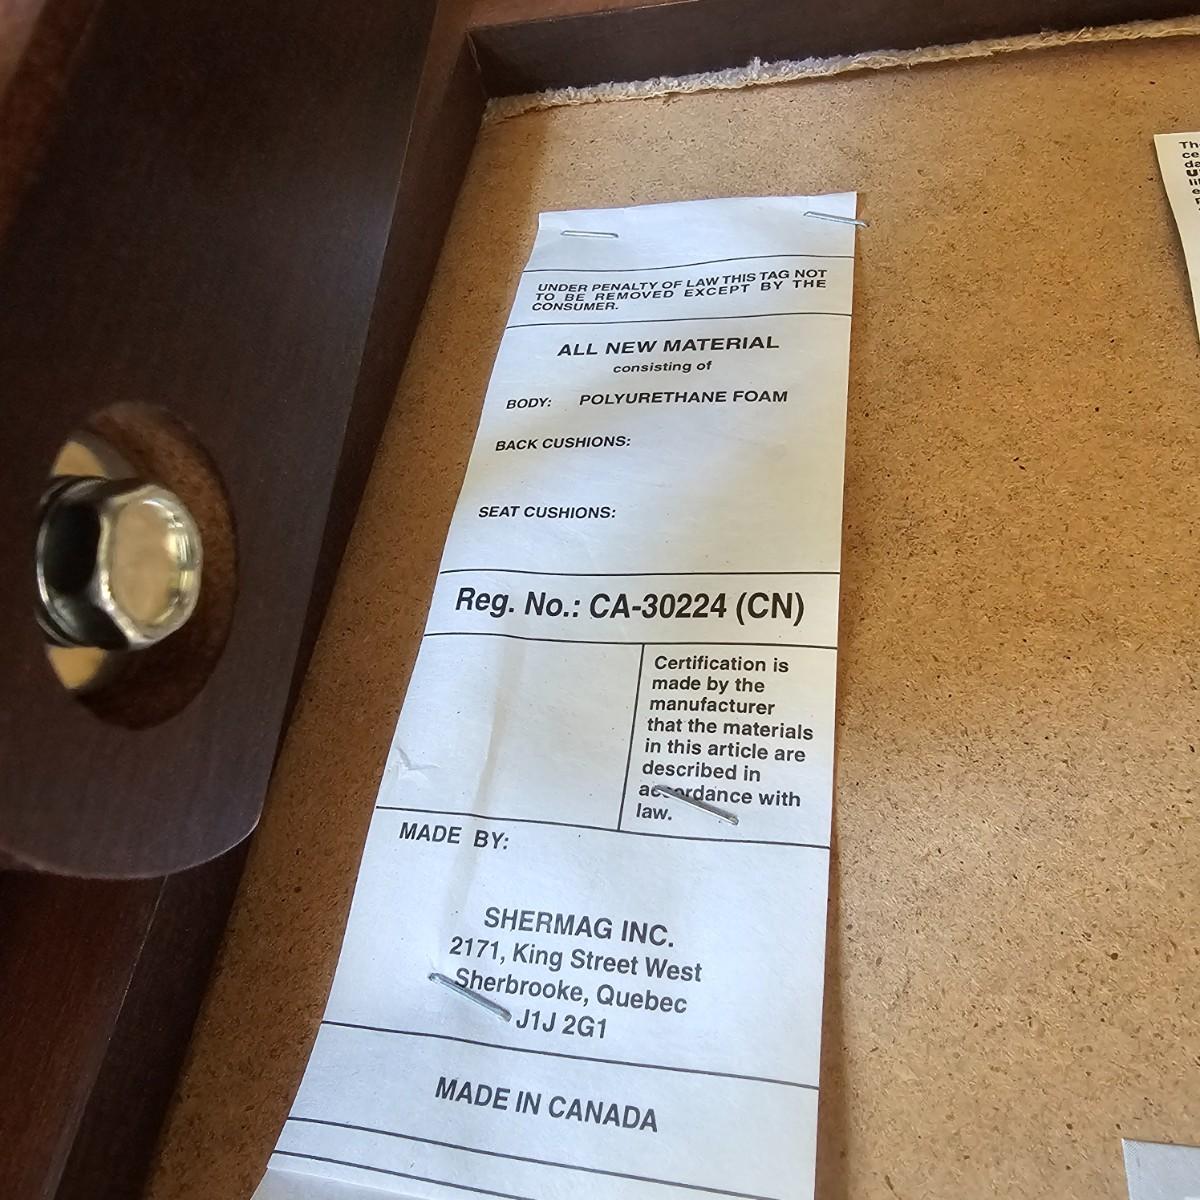 UNDER PENALTY OF LAW THIS TAG NOT
TO BE REMOVED EXCEPT BY THE
CONSUMER.
ALL NEW MATERIAL
consisting of
BODY: POLYURETHANE FOAM
BACK CUSHIONS:
SEAT CUSHIONS:
Reg. No.: CA-30224 (CN)
Certification is
made by the
manufacturer
that the materials
in this article are
described in
accordance with
law.
MADE BY:
SHERMAG INC.
2171, King Street West
Sherbrooke, Quebec
J1J 2G1
MADE IN CANADA